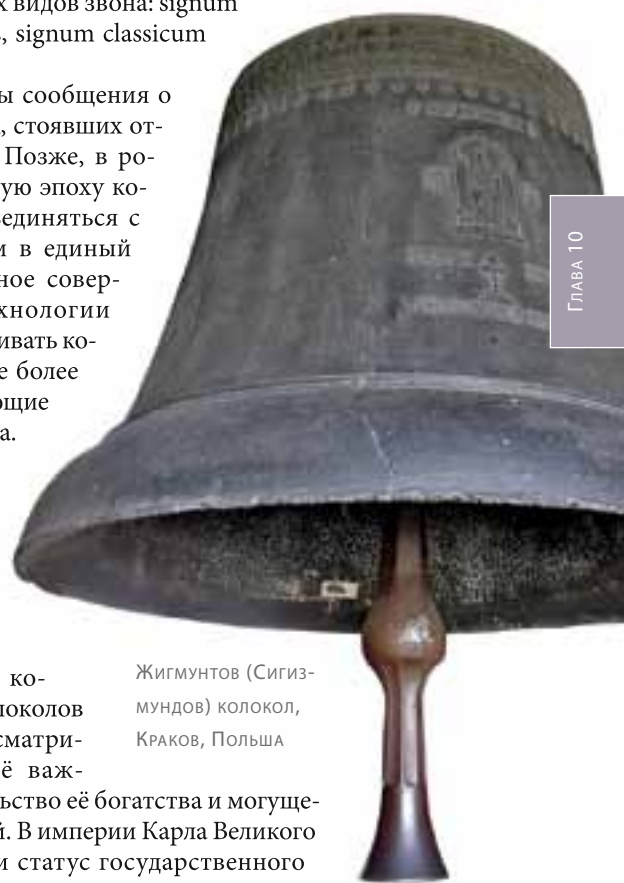 х видов звона: signum
, signum classicum
ы сообщения о
, стоявших от-
Позже, в ро-
ую эпоху ко-
единяться с
и в единый
ное совер-
хнологии
ивать ко-
е более
ющие
а.
Глава 10
ко-
локолов
сматри-
ё важ-
Жигмунтов (Сигиз-
мундов) колокол,
Краков, Польша
ьство её богатства и могуще-
й. В империи Карла Великого
и статус государственного